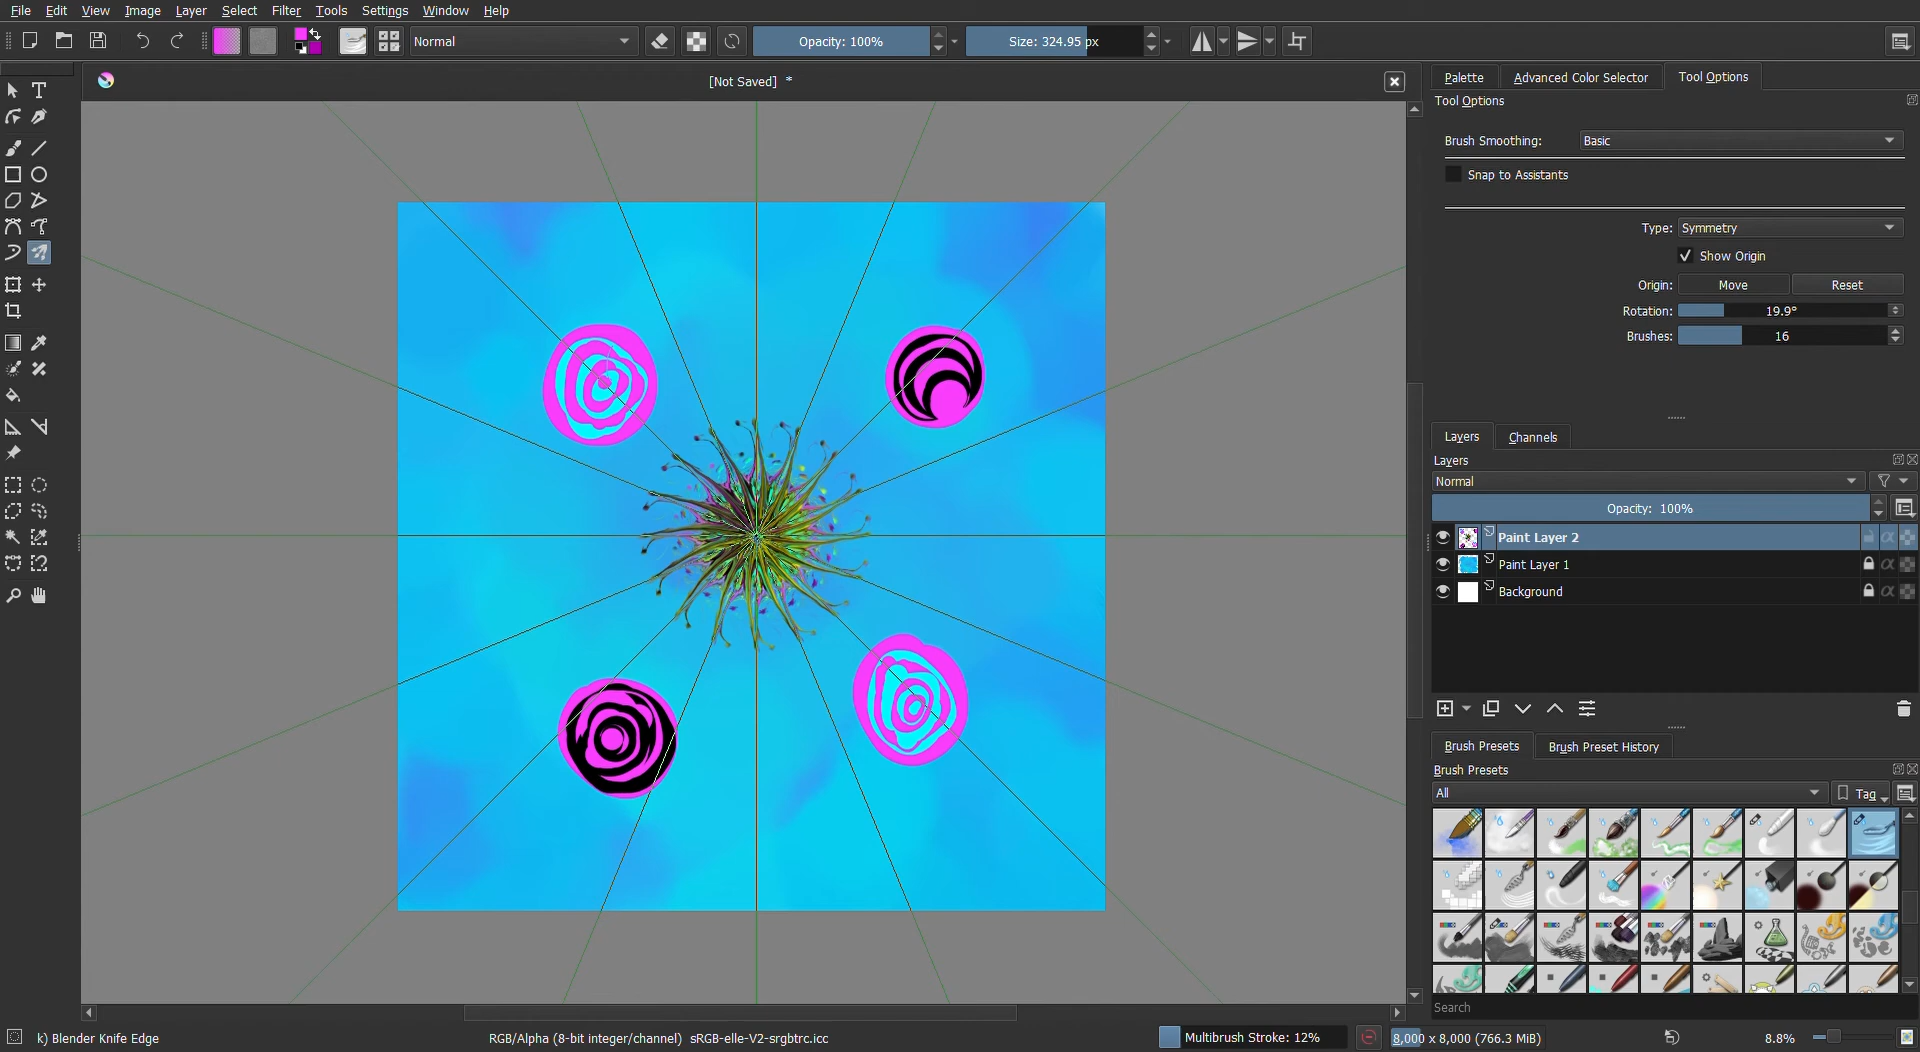 File Edit View Image Layer Select Filter Tools Settings Window Help
Normal Opacity: 100% Size: 324.95 px
[Not Saved] *
Palette Advanced Color Selector Tool Options
Tool Options
Brush Smoothing: Basic
Snap to Assistants
Type: Symmetry
Show Origin
Origin: Move Reset
Rotation: 19.9°
Brushes: 16
Layers Channels
Layers
Normal
Opacity: 100%
Paint Layer 2
Paint Layer 1
Background
Brush Presets Brush Preset History
Brush Presets
All Tag
Search
k) Blender Knife Edge RGB/Alpha (8-bit integer/channel) sRGB-elle-V2-srgbtrc.icc Multibrush Stroke: 12% 8,000 x 8,000 (766.3 MiB) 8.8%